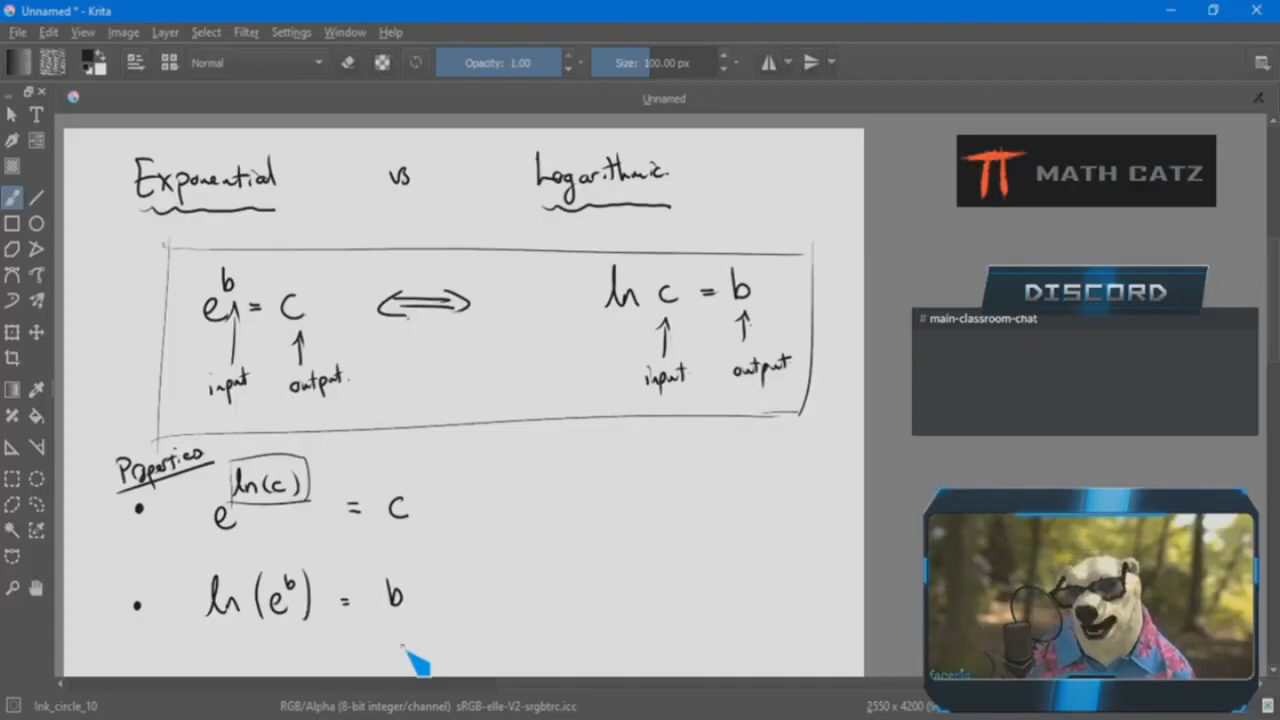 Unnamed * - Krita
File Edit View Image Layer Select Filter Settings Window Help
Normal Opacity: 1.00 Size: 100.00 px
Unnamed
Exponential vs Logarithmic
e^b = c ⟺ ln c = b
input output input output
Properties
• e^ln(c) = c
• ln(e^b) = b
π MATH CATZ
DISCORD
# main-classroom-chat
facerig
Ink_circle_10 RGB/Alpha (8-bit integer/channel) sRGB-elle-V2-srgbtrc.icc 2550 x 4200